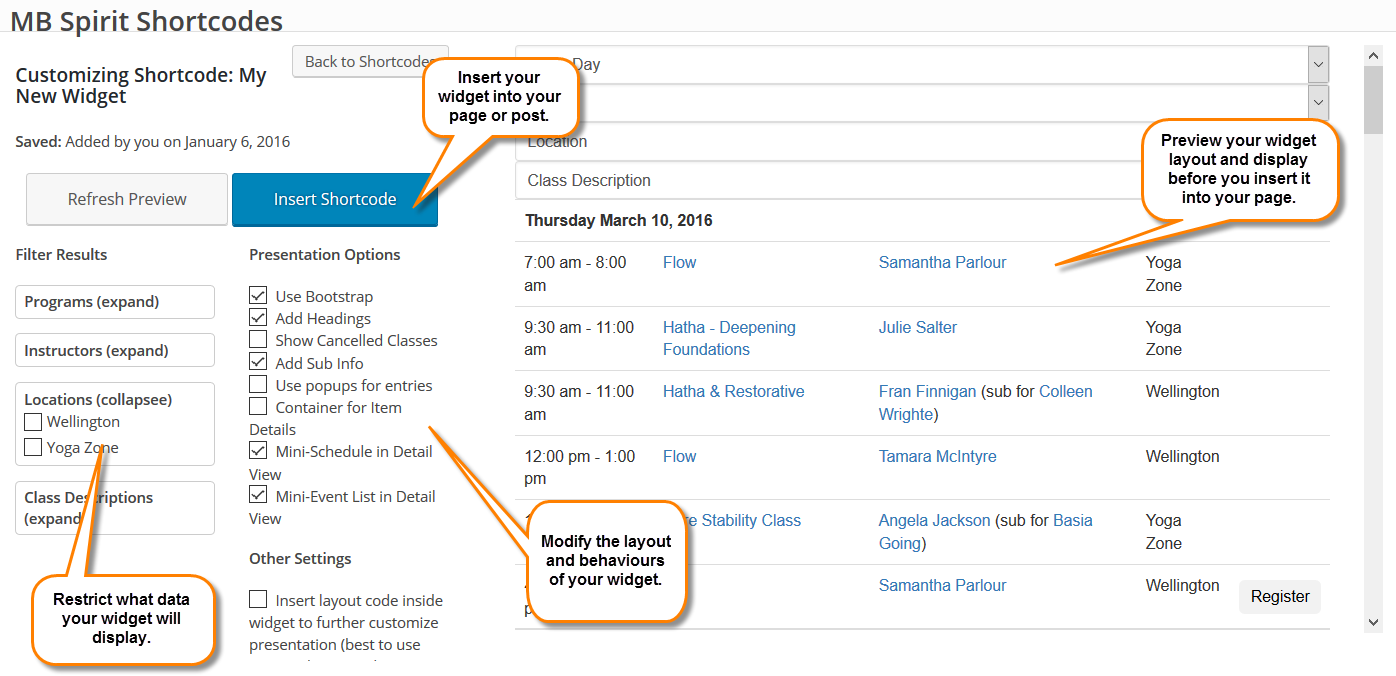 MB Spirit Shortcodes
Customizing Shortcode: My
New Widget
Back to Shortcodes
Saved: Added by you on January 6, 2016
Refresh Preview
Insert Shortcode
Insert your
widget into your
page or post.
Filter Results
Programs (expand)
Instructors (expand)
Locations (collapsee)
Wellington
Yoga Zone
Class Descriptions
(expand
Restrict what data
your widget will
display.
Presentation Options
Use Bootstrap
Add Headings
Show Cancelled Classes
Add Sub Info
Use popups for entries
Container for Item
Details
Mini-Schedule in Detail
View
Mini-Event List in Detail
View
Other Settings
Insert layout code inside
widget to further customize
presentation (best to use
Modify the layout
and behaviours
of your widget.
Day
Location
Class Description
Preview your widget
layout and display
before you insert it
into your page.
Thursday March 10, 2016
7:00 am - 8:00 Flow Samantha Parlour Yoga
am Zone
9:30 am - 11:00 Hatha - Deepening Julie Salter Yoga
am Foundations Zone
9:30 am - 11:00 Hatha & Restorative Fran Finnigan (sub for Colleen Wellington
am Wrighte)
12:00 pm - 1:00 Flow Tamara McIntyre Wellington
pm
Stability Class Angela Jackson (sub for Basia Yoga
Going) Zone
Samantha Parlour Wellington Register